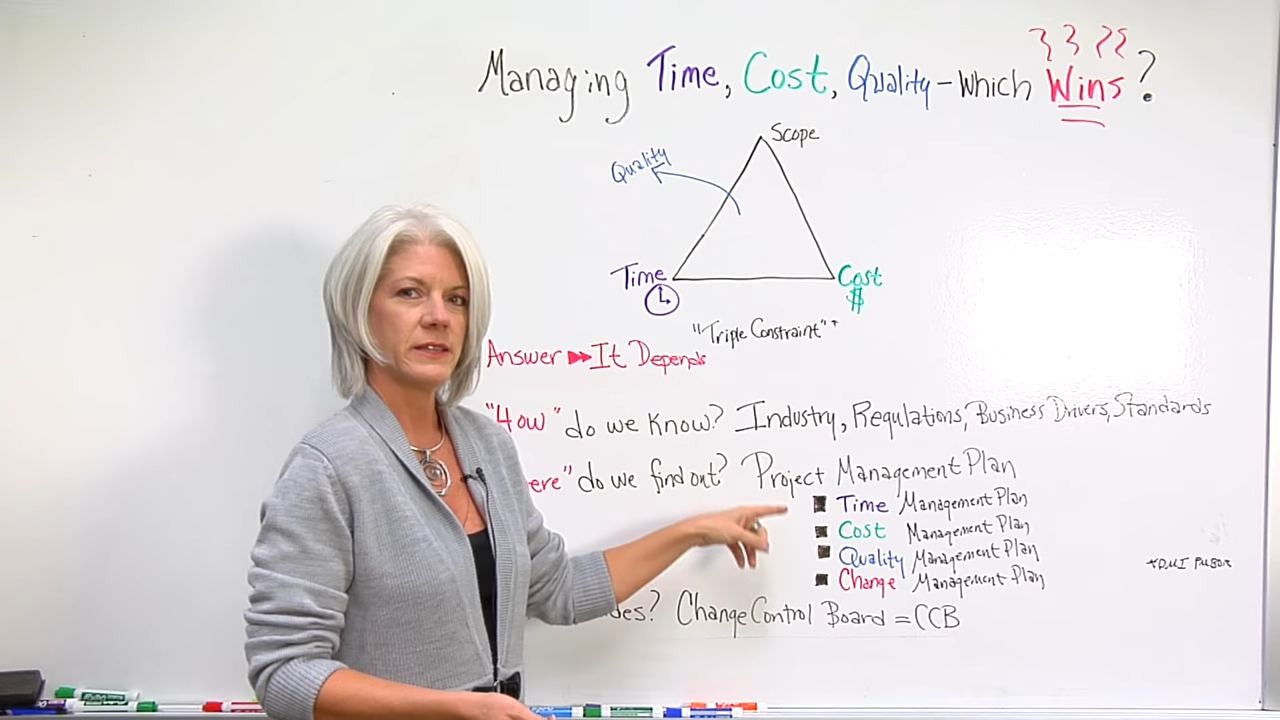 Managing Time, Cost, Quality - Which Wins?
Scope
Quality
Time
Cost
$
"Triple Constraint"*
Answer It Depends
"How" do we know? Industry, Regulations, Business Drivers, Standards
ere" do we find out? Project Management Plan
Time Management Plan
Cost Management Plan
Quality Management Plan
Change Management Plan
des? Change Control Board = CCB